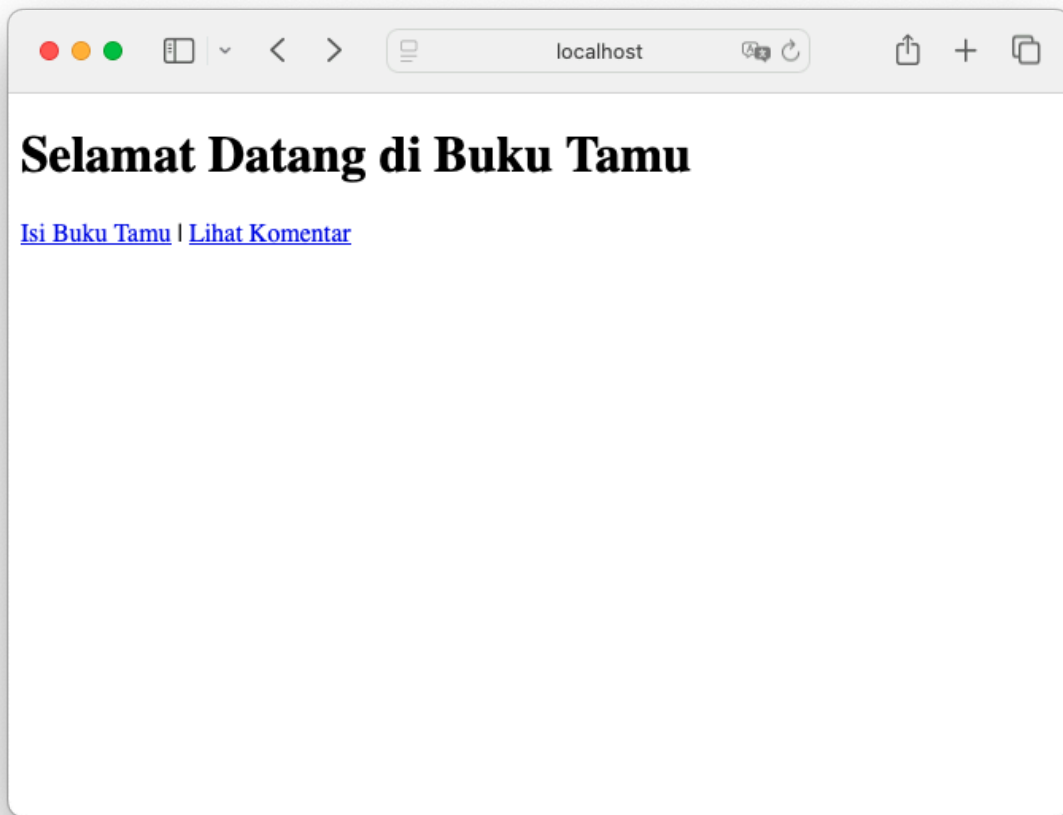 localhost
Selamat Datang di Buku Tamu
Isi Buku Tamu | Lihat Komentar